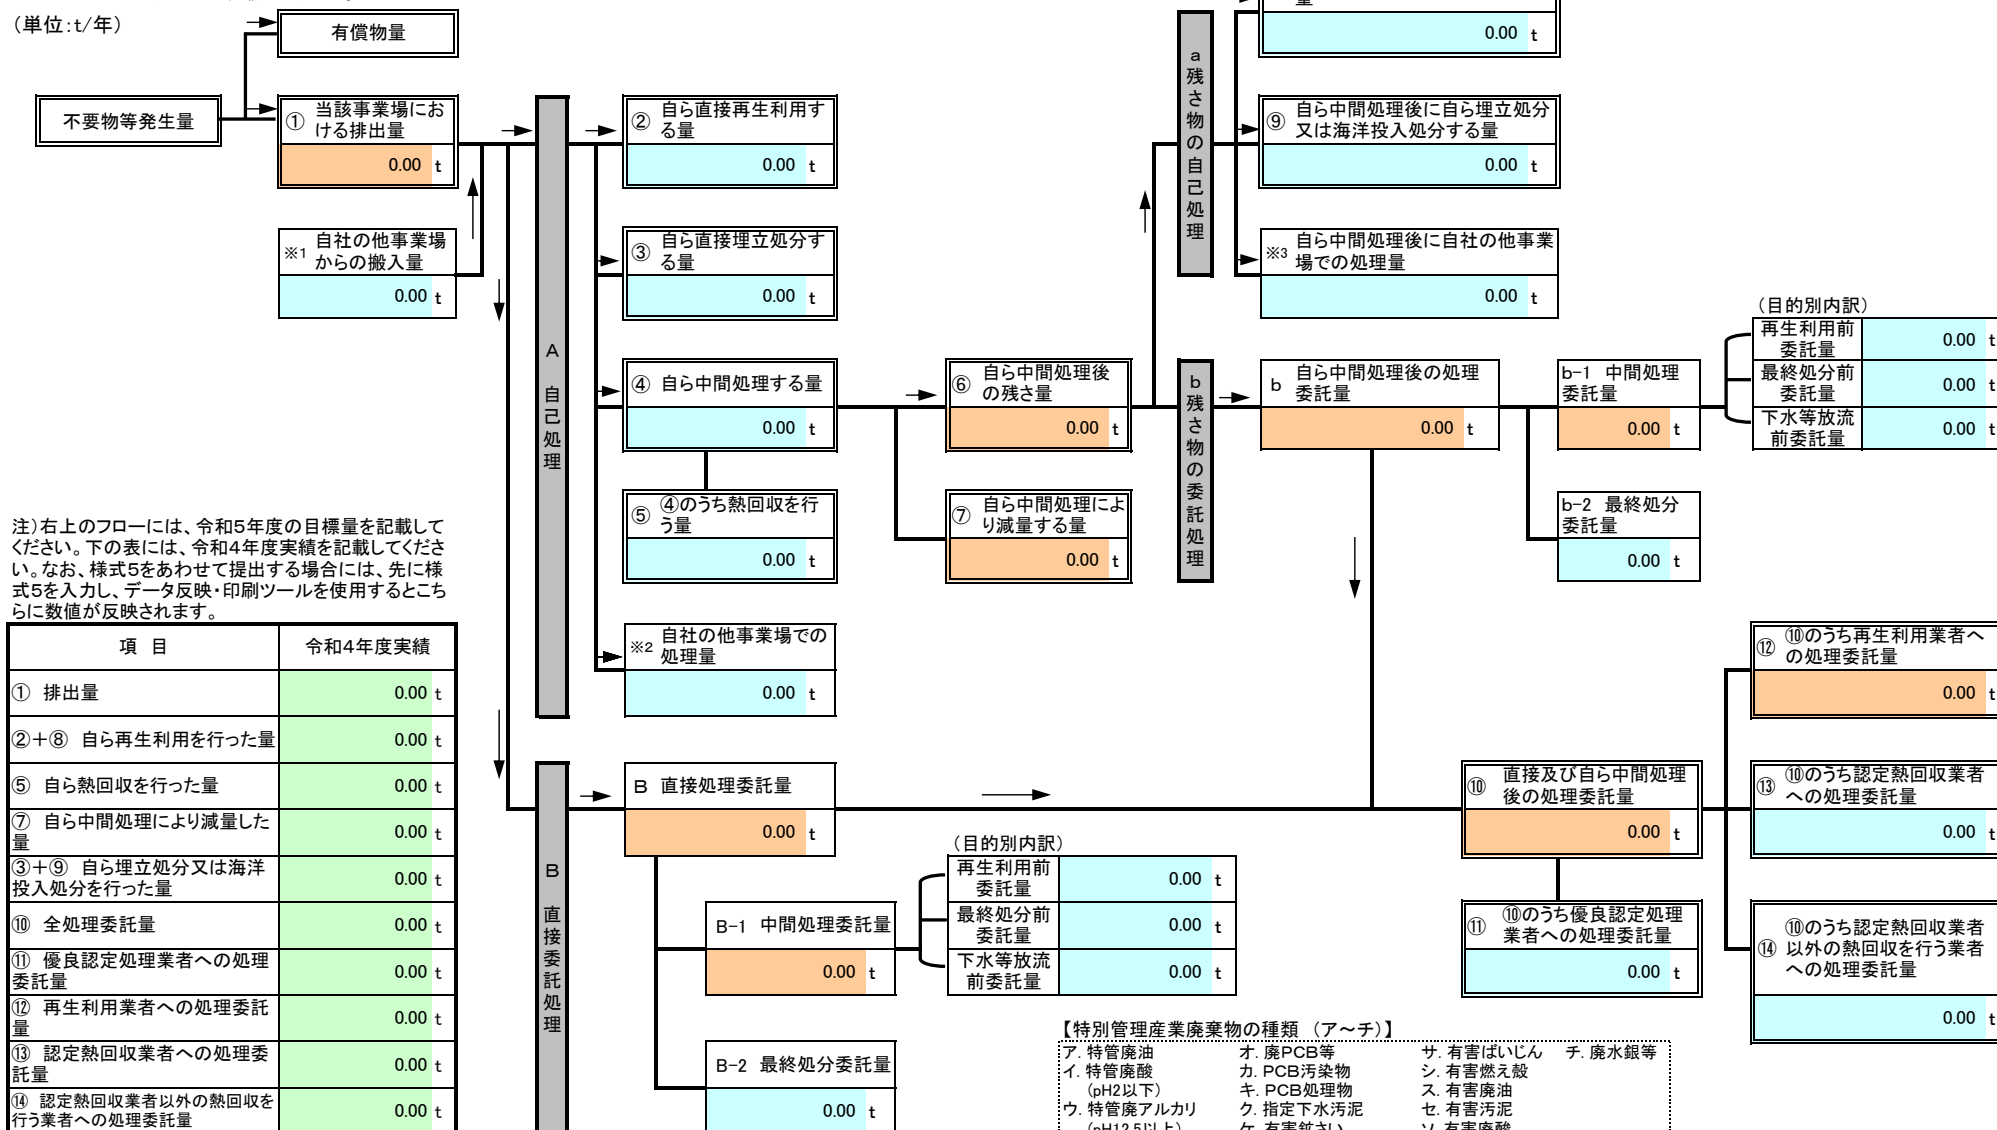 （単位：t/年）
有償物量
不要物等発生量
① 当該事業場にお
ける排出量
0.00 t
※1 自社の他事業場
からの搬入量
0.00 t
A 自己処理
② 自ら直接再生利用す
る量
0.00 t
③ 自ら直接埋立処分す
る量
0.00 t
④ 自ら中間処理する量
0.00 t
⑤ ④のうち熱回収を行
う量
0.00 t
※2 自社の他事業場での
処理量
0.00 t
⑥ 自ら中間処理後
の残さ量
0.00 t
⑦ 自ら中間処理によ
り減量する量
0.00 t
a 残さ物の自己処理
量
0.00 t
⑨ 自ら中間処理後に自ら埋立処分
又は海洋投入処分する量
0.00 t
※3 自ら中間処理後に自社の他事業
場での処理量
0.00 t
b 残さ物の委託処理
b 自ら中間処理後の処理
委託量
0.00 t
b-1 中間処理
委託量
0.00 t
（目的別内訳）
再生利用前
委託量
0.00 t
最終処分前
委託量
0.00 t
下水等放流
前委託量
0.00 t
b-2 最終処分
委託量
0.00 t
注）右上のフローには、令和5年度の目標量を記載して
ください。下の表には、令和4年度実績を記載してくださ
い。なお、様式5をあわせて提出する場合には、先に様
式5を入力し、データ反映・印刷ツールを使用するとこち
らに数値が反映されます。
項 目 令和4年度実績
① 排出量 0.00 t
②＋⑧ 自ら再生利用を行った量 0.00 t
⑤ 自ら熱回収を行った量 0.00 t
⑦ 自ら中間処理により減量した
量 0.00 t
③＋⑨ 自ら埋立処分又は海洋
投入処分を行った量 0.00 t
⑩ 全処理委託量 0.00 t
⑪ 優良認定処理業者への処理
委託量 0.00 t
⑫ 再生利用業者への処理委託
量 0.00 t
⑬ 認定熱回収業者への処理委
託量 0.00 t
⑭ 認定熱回収業者以外の熱回収を
行う業者への処理委託量 0.00 t
B 直接委託処理
B 直接処理委託量
0.00 t
B-1 中間処理委託量
0.00 t
（目的別内訳）
再生利用前
委託量
0.00 t
最終処分前
委託量
0.00 t
下水等放流
前委託量
0.00 t
B-2 最終処分委託量
0.00 t
⑩ 直接及び自ら中間処理
後の処理委託量
0.00 t
⑪ ⑩のうち優良認定処理
業者への処理委託量
0.00 t
⑫ ⑩のうち再生利用業者へ
の処理委託量
0.00 t
⑬ ⑩のうち認定熱回収業者
への処理委託量
0.00 t
⑭ ⑩のうち認定熱回収業者
以外の熱回収を行う業者
への処理委託量
0.00 t
【特別管理産業廃棄物の種類 （ア～チ）】
ア．特管廃油 オ．廃PCB等 サ．有害ばいじん チ．廃水銀等
イ．特管廃酸 カ．PCB汚染物 シ．有害燃え殻
（pH2以下） キ．PCB処理物 ス．有害廃油
ウ．特管廃アルカリ ク．指定下水汚泥 セ．有害汚泥
（pH12.5以上） ケ．有害鉱さい ソ．有害廃酸